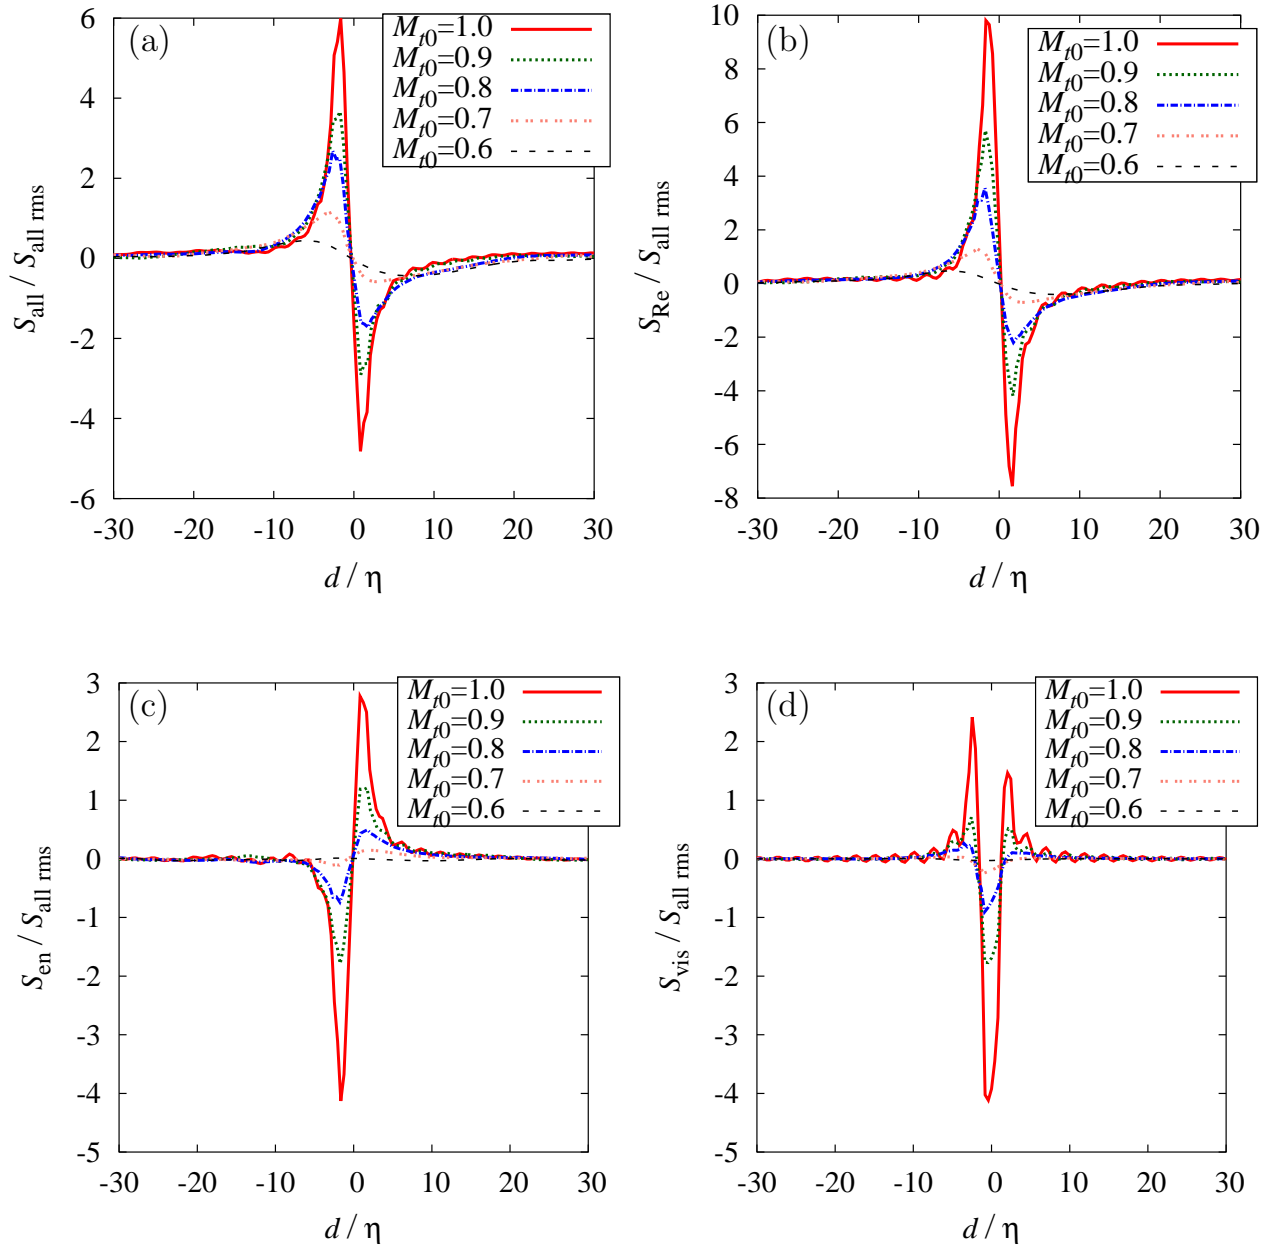 (a)
M_t0=1.0
M_t0=0.9
M_t0=0.8
M_t0=0.7
M_t0=0.6
6
4
2
0
-2
-4
-6
S_all / S_all rms
-30 -20 -10 0 10 20 30
d / η
(b)
M_t0=1.0
M_t0=0.9
M_t0=0.8
M_t0=0.7
M_t0=0.6
10
8
6
4
2
0
-2
-4
-6
-8
S_Re / S_all rms
-30 -20 -10 0 10 20 30
d / η
(c)
M_t0=1.0
M_t0=0.9
M_t0=0.8
M_t0=0.7
M_t0=0.6
3
2
1
0
-1
-2
-3
-4
-5
S_en / S_all rms
-30 -20 -10 0 10 20 30
d / η
(d)
M_t0=1.0
M_t0=0.9
M_t0=0.8
M_t0=0.7
M_t0=0.6
3
2
1
0
-1
-2
-3
-4
-5
S_vis / S_all rms
-30 -20 -10 0 10 20 30
d / η